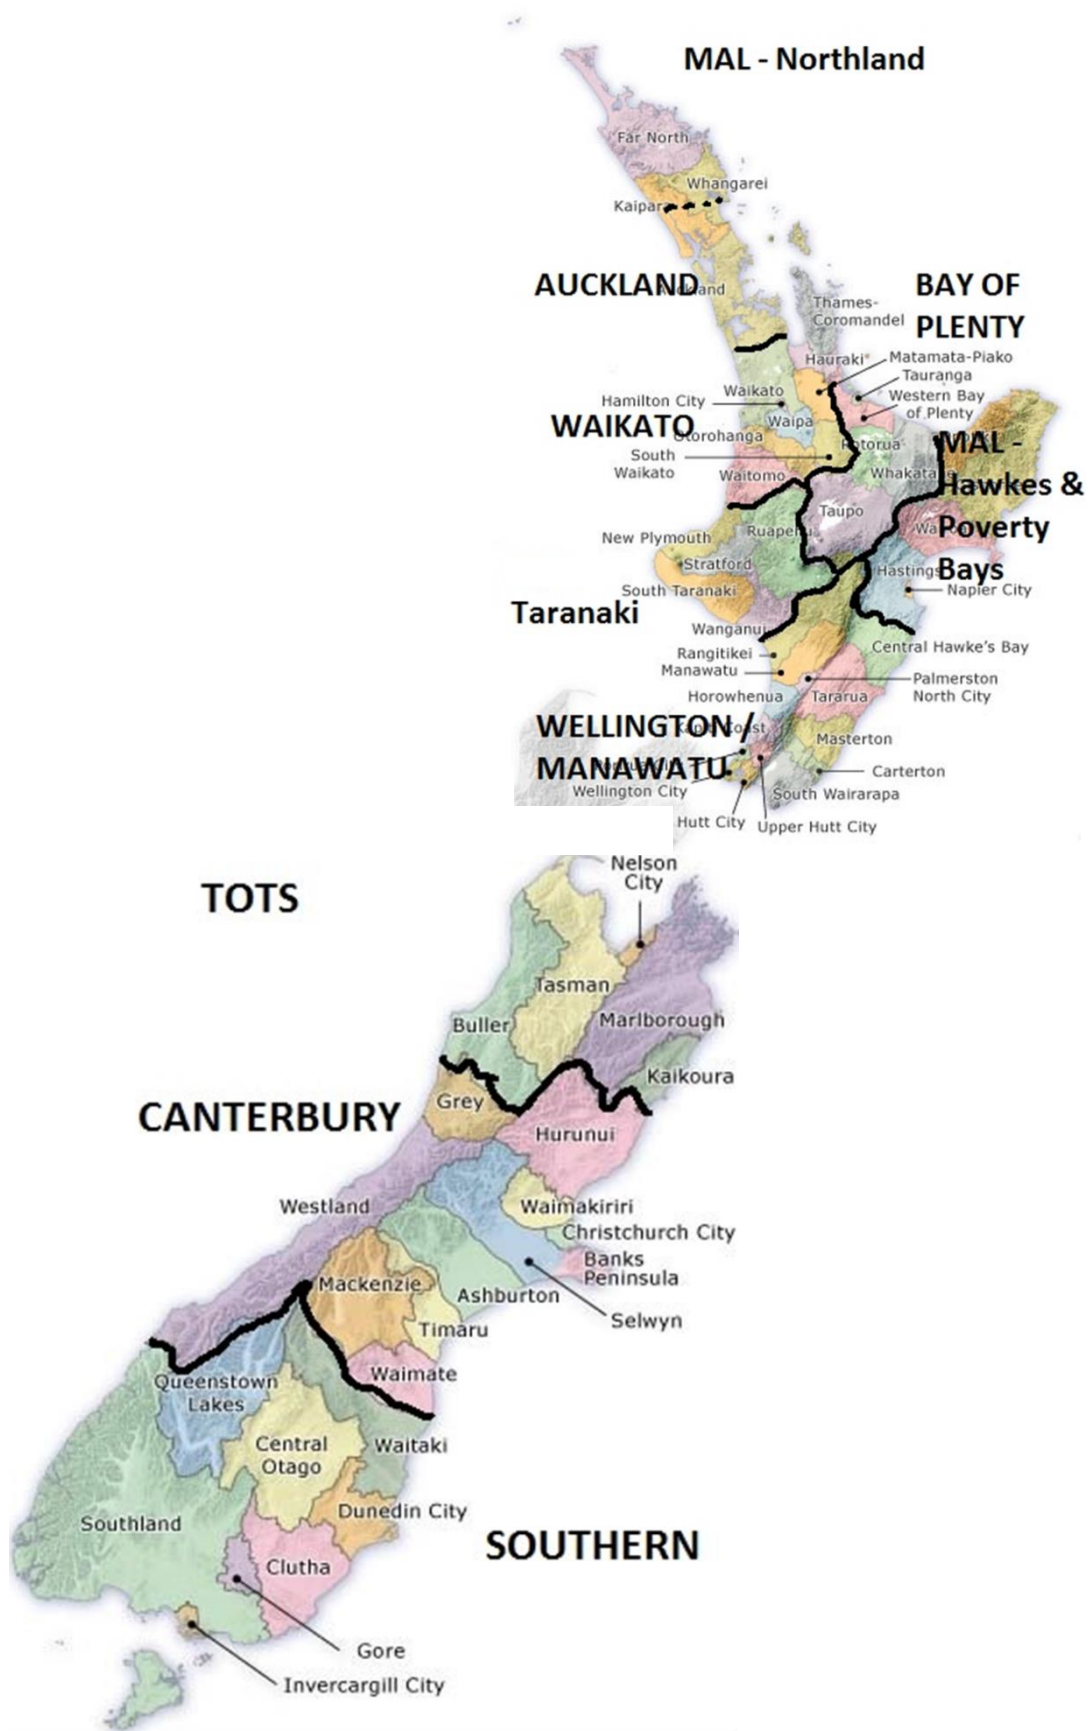 MAL - Northland
Far North
Whangarei
Kaipara
AUCKLAND
BAY OF
PLENTY
Thames-
Coromandel
Hauraki
Matamata-Piako
Tauranga
Western Bay
of Plenty
Waikato
Hamilton City
WAIKATO
Waipa
Otorohanga
Rotorua
South
Waikato
Waitomo
MAL -
Hawkes &
Poverty
Bays
Taupo
New Plymouth
Stratford
South Taranaki
Hastings
Napier City
Taranaki
Wanganui
Rangitikei
Manawatu
Central Hawke's Bay
Palmerston
North City
Horowhenua
Tararua
WELLINGTON /
MANAWATU
Masterton
Carterton
Wellington City
South Wairarapa
Hutt City
Upper Hutt City
TOTS
Nelson
City
Tasman
Buller
Marlborough
Kaikoura
Grey
CANTERBURY
Hurunui
Westland
Waimakiriri
Christchurch City
Banks
Peninsula
Mackenzie
Ashburton
Selwyn
Timaru
Waimate
Queenstown
Lakes
Central
Otago
Waitaki
Dunedin City
Southland
SOUTHERN
Clutha
Gore
Invercargill City